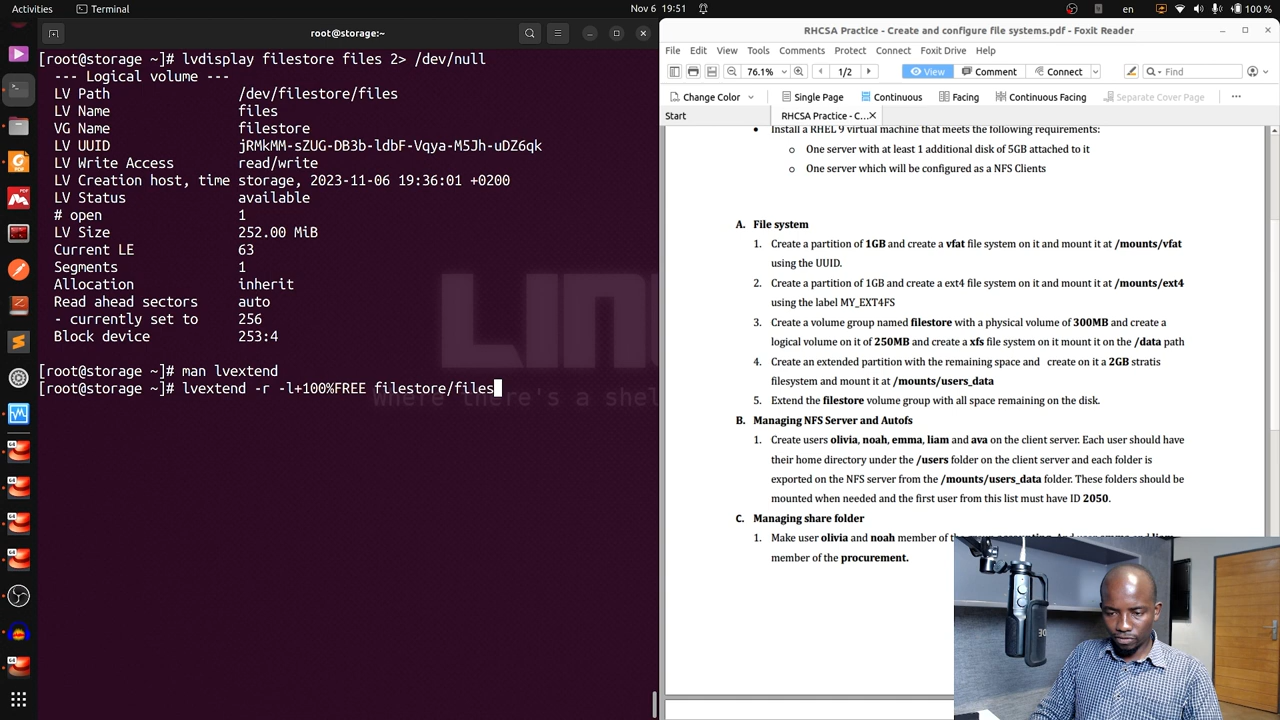 Activities
Terminal
Nov 6 19:51
100 %
root@storage:~
[root@storage ~]# lvdisplay filestore files 2> /dev/null
--- Logical volume ---
LV Path /dev/filestore/files
LV Name files
VG Name filestore
LV UUID jRMkMM-sZUG-DB3b-ldbF-Vqya-M5Jh-uDZ6qk
LV Write Access read/write
LV Creation host, time storage, 2023-11-06 19:36:01 +0200
LV Status available
# open 1
LV Size 252.00 MiB
Current LE 63
Segments 1
Allocation inherit
Read ahead sectors auto
- currently set to 256
Block device 253:4
[root@storage ~]# man lvextend
[root@storage ~]# lvextend -r -l+100%FREE filestore/files
Where there's a shel
RHCSA Practice - Create and configure file systems.pdf - Foxit Reader
File Edit View Tools Comments Protect Connect Foxit Drive Help
76.1% 1/2 View Comment Connect Find
Change Color Single Page Continuous Facing Continuous Facing Separate Cover Page
Start RHCSA Practice - C...
• Install a RHEL 9 virtual machine that meets the following requirements:
o One server with at least 1 additional disk of 5GB attached to it
o One server which will be configured as a NFS Clients
A. File system
1. Create a partition of 1GB and create a vfat file system on it and mount it at /mounts/vfat
using the UUID.
2. Create a partition of 1GB and create a ext4 file system on it and mount it at /mounts/ext4
using the label MY_EXT4FS
3. Create a volume group named filestore with a physical volume of 300MB and create a
logical volume on it of 250MB and create a xfs file system on it mount it on the /data path
4. Create an extended partition with the remaining space and create on it a 2GB stratis
filesystem and mount it at /mounts/users_data
5. Extend the filestore volume group with all space remaining on the disk.
B. Managing NFS Server and Autofs
1. Create users olivia, noah, emma, liam and ava on the client server. Each user should have
their home directory under the /users folder on the client server and each folder is
exported on the NFS server from the /mounts/users_data folder. These folders should be
mounted when needed and the first user from this list must have ID 2050.
C. Managing share folder
1. Make user olivia and noah member of the
member of the procurement.